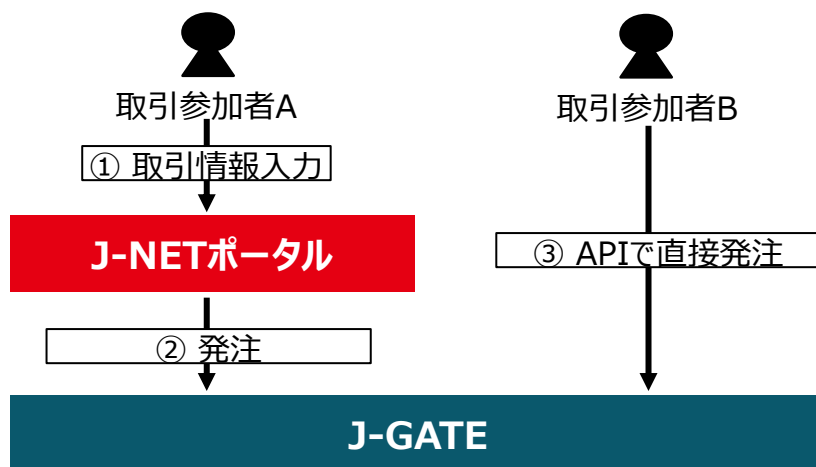 取引参加者A
取引参加者B
① 取引情報入力
J-NETポータル
③ APIで直接発注
② 発注
J-GATE